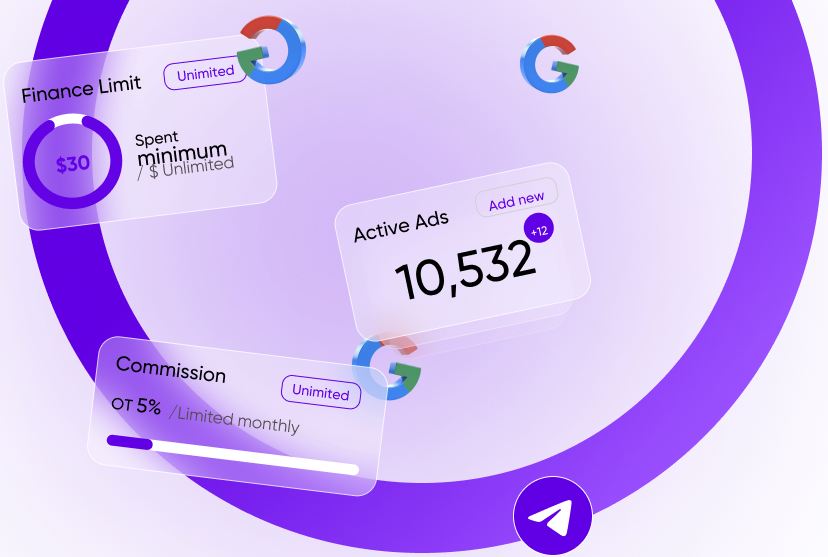 Finance Limit
Unimited
$30
Spent
minimum
/ $ Unlimited
Active Ads
Add new
+12
10,532
Commission
Unimited
ОТ 5% /Limited monthly